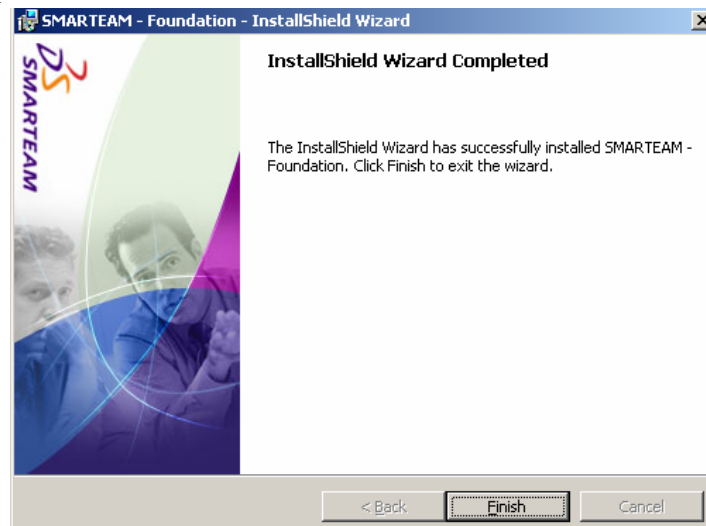 SMARTEAM - Foundation - InstallShield Wizard
SMARTEAM
InstallShield Wizard Completed
The InstallShield Wizard has successfully installed SMARTEAM -
Foundation. Click Finish to exit the wizard.
< Back
Finish
Cancel